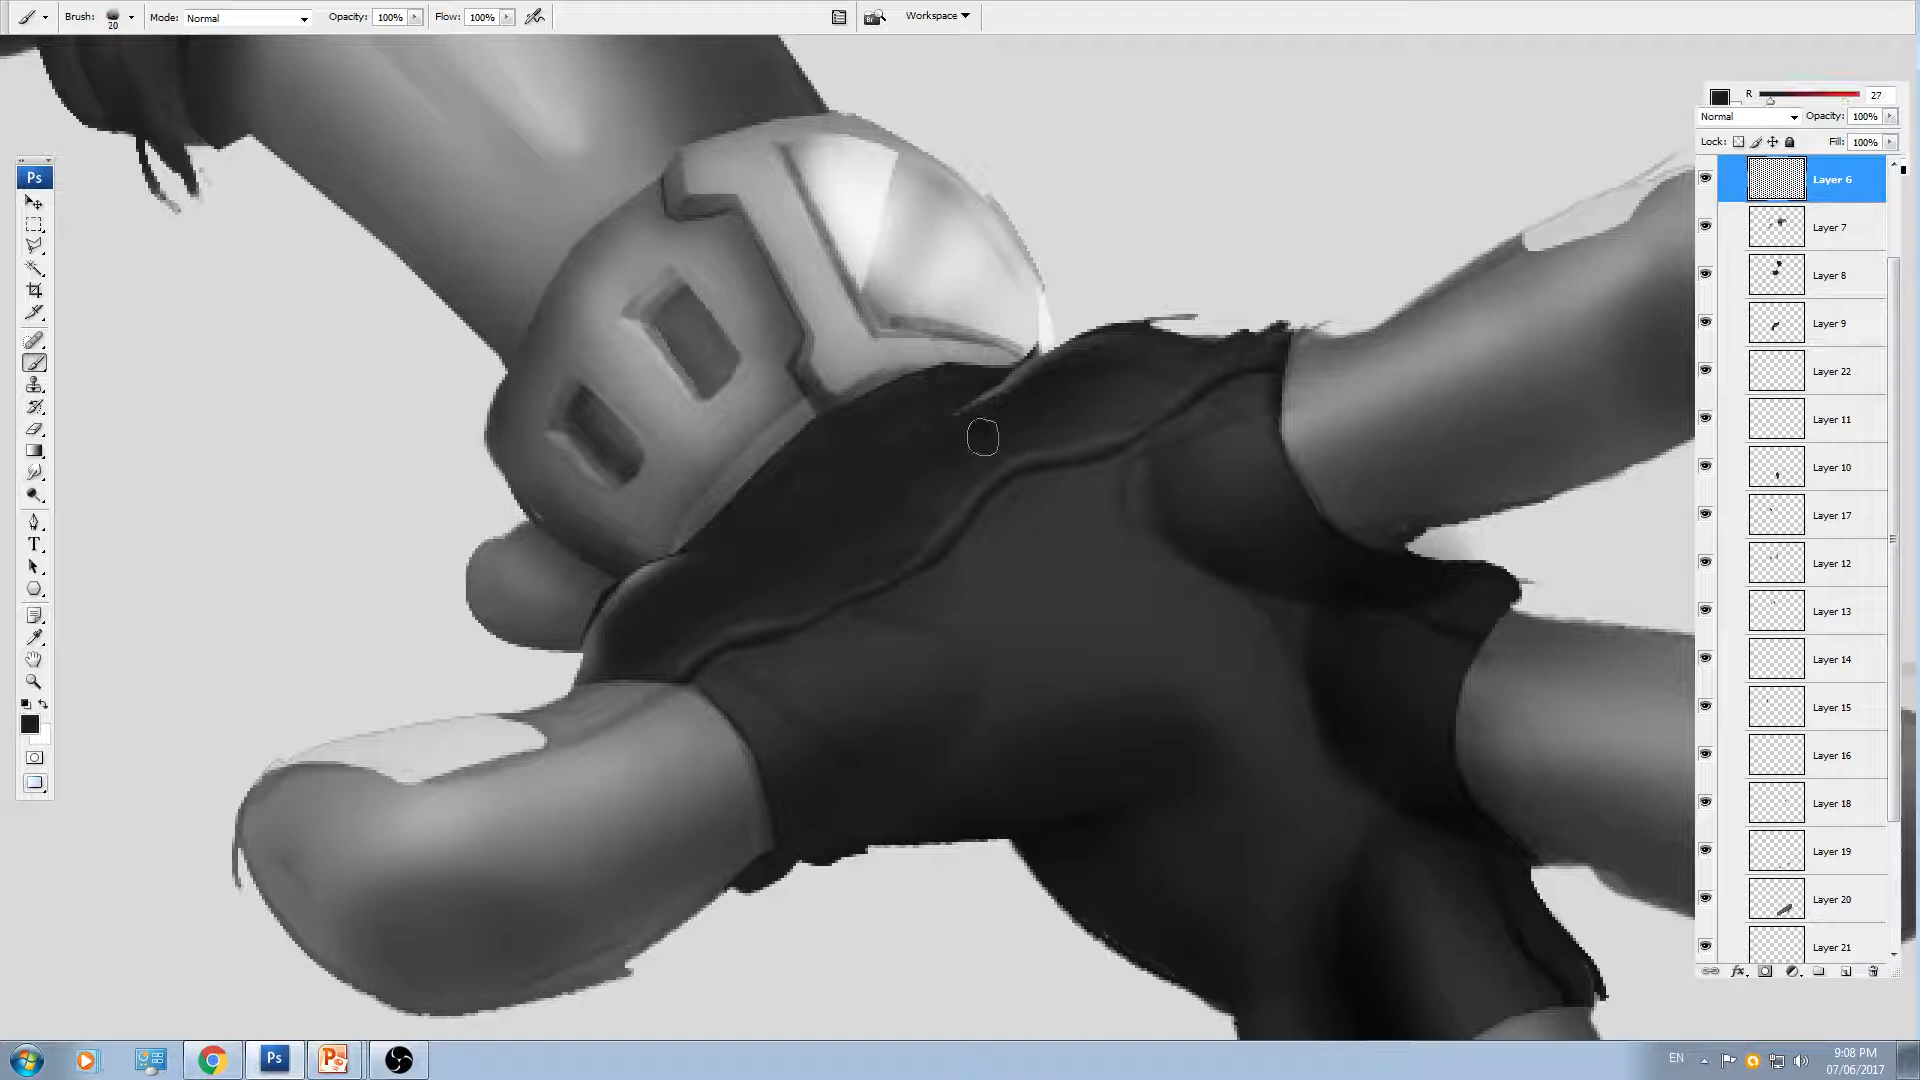 Brush: 20 Mode: Normal Opacity: 100% Flow: 100% Workspace
R 27
Normal Opacity: 100%
Lock: Fill: 100%
Ps
Layer 6
Layer 7
Layer 8
Layer 9
Layer 22
Layer 11
Layer 10
Layer 17
Layer 12
Layer 13
Layer 14
Layer 15
Layer 16
Layer 18
Layer 19
Layer 20
Layer 21
fx
T
Ps
EN
9:08 PM
07/06/2017